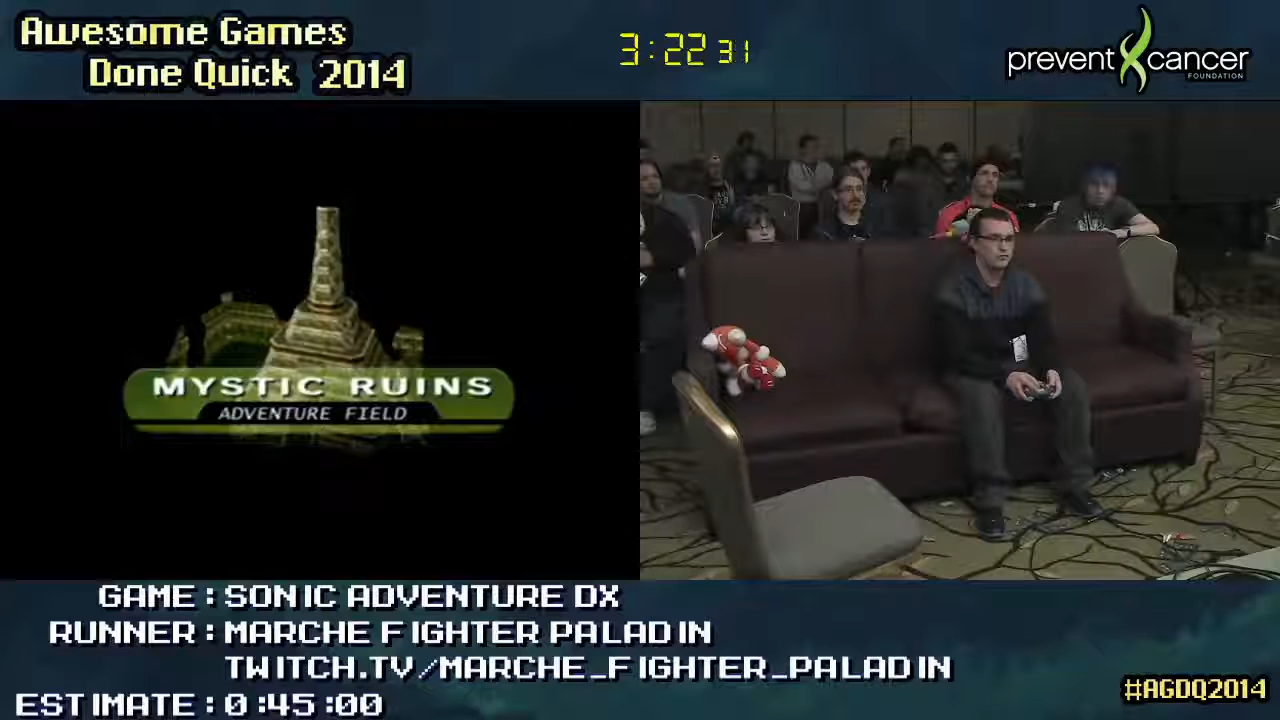 Awesome Games
Done Quick 2014
3:22 31
prevent cancer
FOUNDATION
MYSTIC RUINS
ADVENTURE FIELD
GAME : SONIC ADVENTURE DX
RUNNER : MARCHE FIGHTER PALADIN
TWITCH.TV/MARCHE_FIGHTER_PALADIN
ESTIMATE : 0:45:00
#AGDQ2014